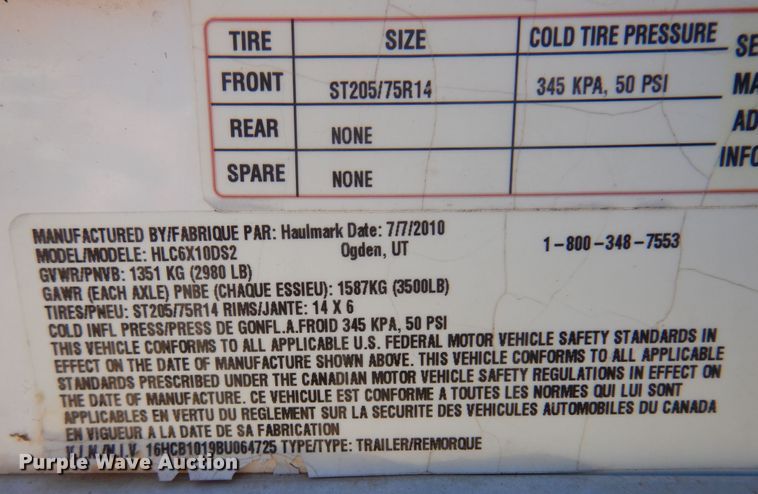 TIRE SIZE COLD TIRE PRESSURE SE
FRONT ST205/75R14 345 KPA, 50 PSI MA
REAR NONE AD
SPARE NONE INFO
MANUFACTURED BY/FABRIQUE PAR: Haulmark Date: 7/7/2010
MODEL/MODELE: HLC6X10DS2 Ogden, UT 1-800-348-7553
GVWR/PNVB: 1351 KG (2980 LB)
GAWR (EACH AXLE) PNBE (CHAQUE ESSIEU): 1587KG (3500LB)
TIRES/PNEU: ST205/75R14 RIMS/JANTE: 14 X 6
COLD INFL PRESS/PRESS DE GONFL.A.FROID 345 KPA, 50 PSI
THIS VEHICLE CONFORMS TO ALL APPLICABLE U.S. FEDERAL MOTOR VEHICLE SAFETY STANDARDS IN
EFFECT ON THE DATE OF MANUFACTURE SHOWN ABOVE. THIS VEHICLE CONFORMS TO ALL APPLICABLE
STANDARDS PRESCRIBED UNDER THE CANADIAN MOTOR VEHICLE SAFETY REGULATIONS IN EFFECT ON
THE DATE OF MANUFACTURE. CE VEHICULE EST CONFORME A TOUTES LES NORMES QUI LUI SONT
APPLICABLES EN VERTU DU REGLEMENT SUR LA SECURITE DES VEHICULES AUTOMOBILES DU CANADA
EN VIGUEUR A LA DATE DE SA FABRICATION
V.I.N./N.I.V. 16HCB1019BU064725 TYPE/TYPE: TRAILER/REMORQUE
Purple Wave Auction